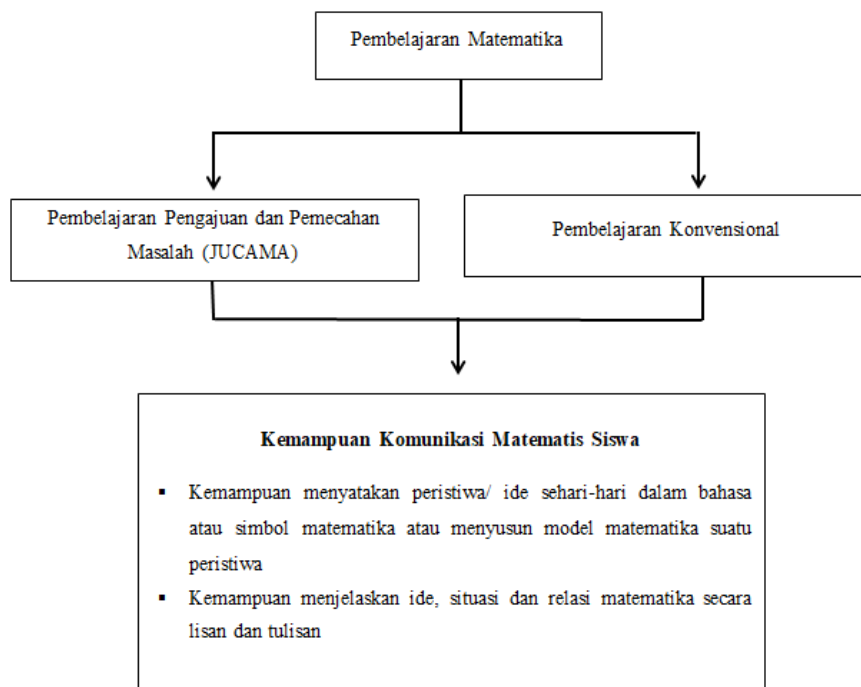 Pembelajaran Matematika
Pembelajaran Pengajuan dan Pemecahan
Masalah (JUCAMA)
Pembelajaran Konvensional
Kemampuan Komunikasi Matematis Siswa
▪ Kemampuan menyatakan peristiwa/ ide sehari-hari dalam bahasa
atau simbol matematika atau menyusun model matematika suatu
peristiwa
▪ Kemampuan menjelaskan ide, situasi dan relasi matematika secara
lisan dan tulisan